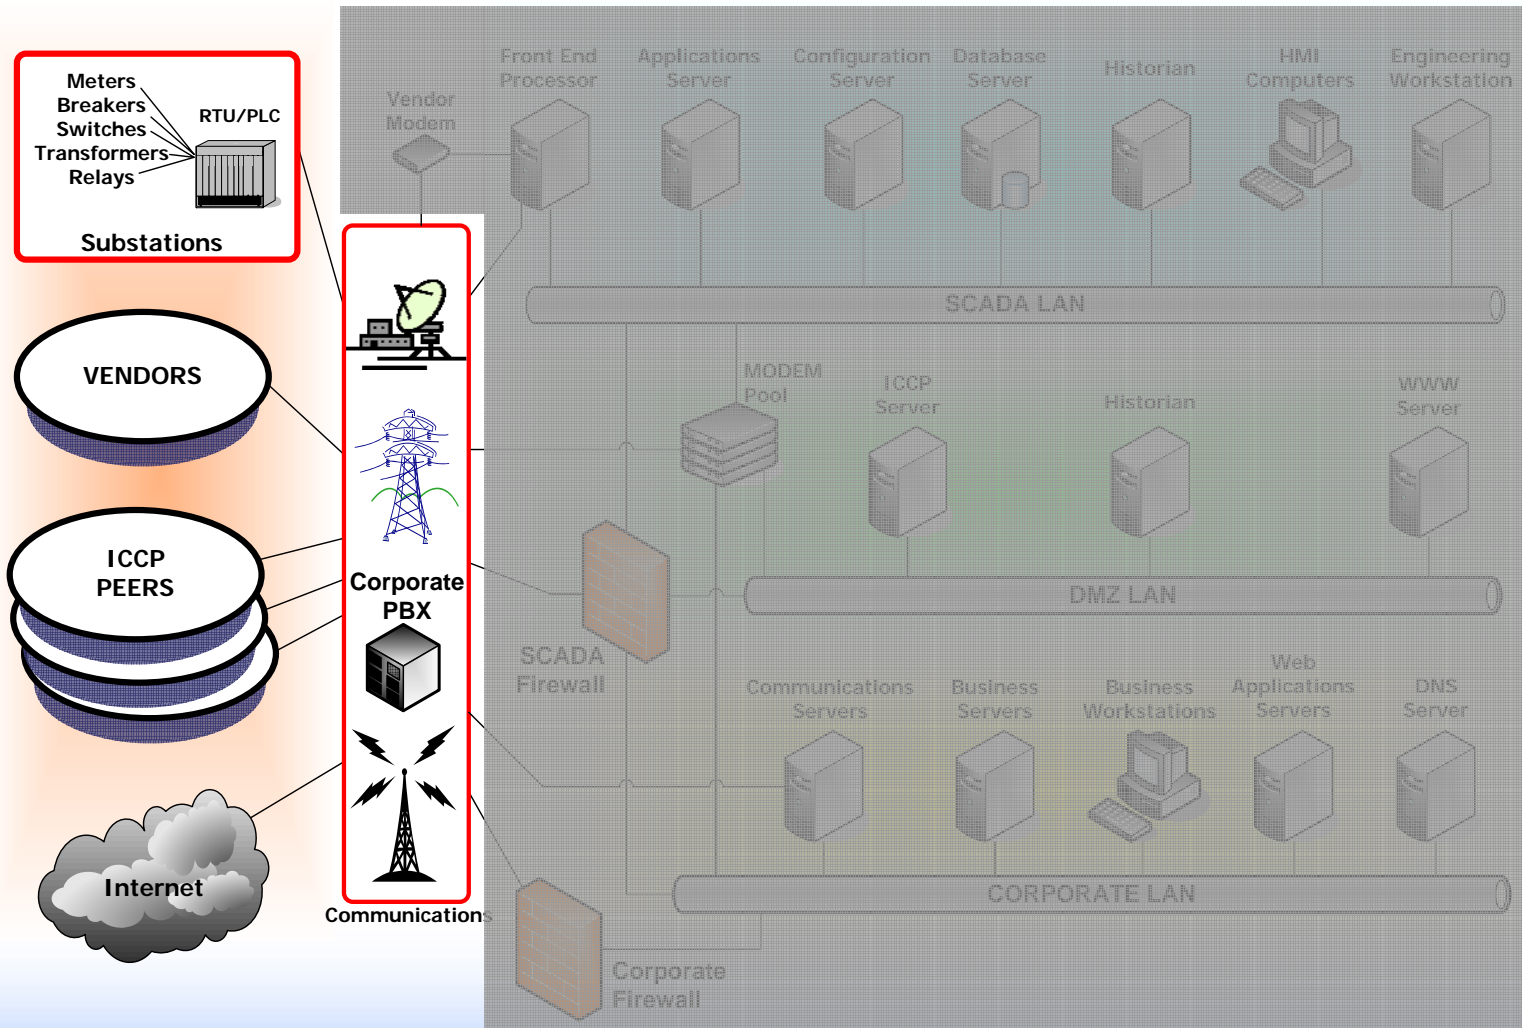 Meters
Breakers
Switches
Transformers
Relays
RTU/PLC
Substations
VENDORS
ICCP
PEERS
Internet
Corporate
PBX
Communications
Vendor
Modem
Front End
Processor
Applications
Server
Configuration
Server
Database
Server
Historian
HMI
Computers
Engineering
Workstation
SCADA LAN
MODEM
Pool
ICCP
Server
Historian
WWW
Server
DMZ LAN
SCADA
Firewall
Communications
Servers
Business
Servers
Business
Workstations
Web
Applications
Servers
DNS
Server
CORPORATE LAN
Corporate
Firewall